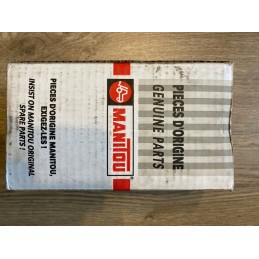 PIECES D'ORIGINE
GENUINE PARTS
MANITOU
PIECES D'ORIGINE MANITOU,
EXIGEZ-LES !
INSIST ON MANITOU ORIGINAL
SPARE PARTS !